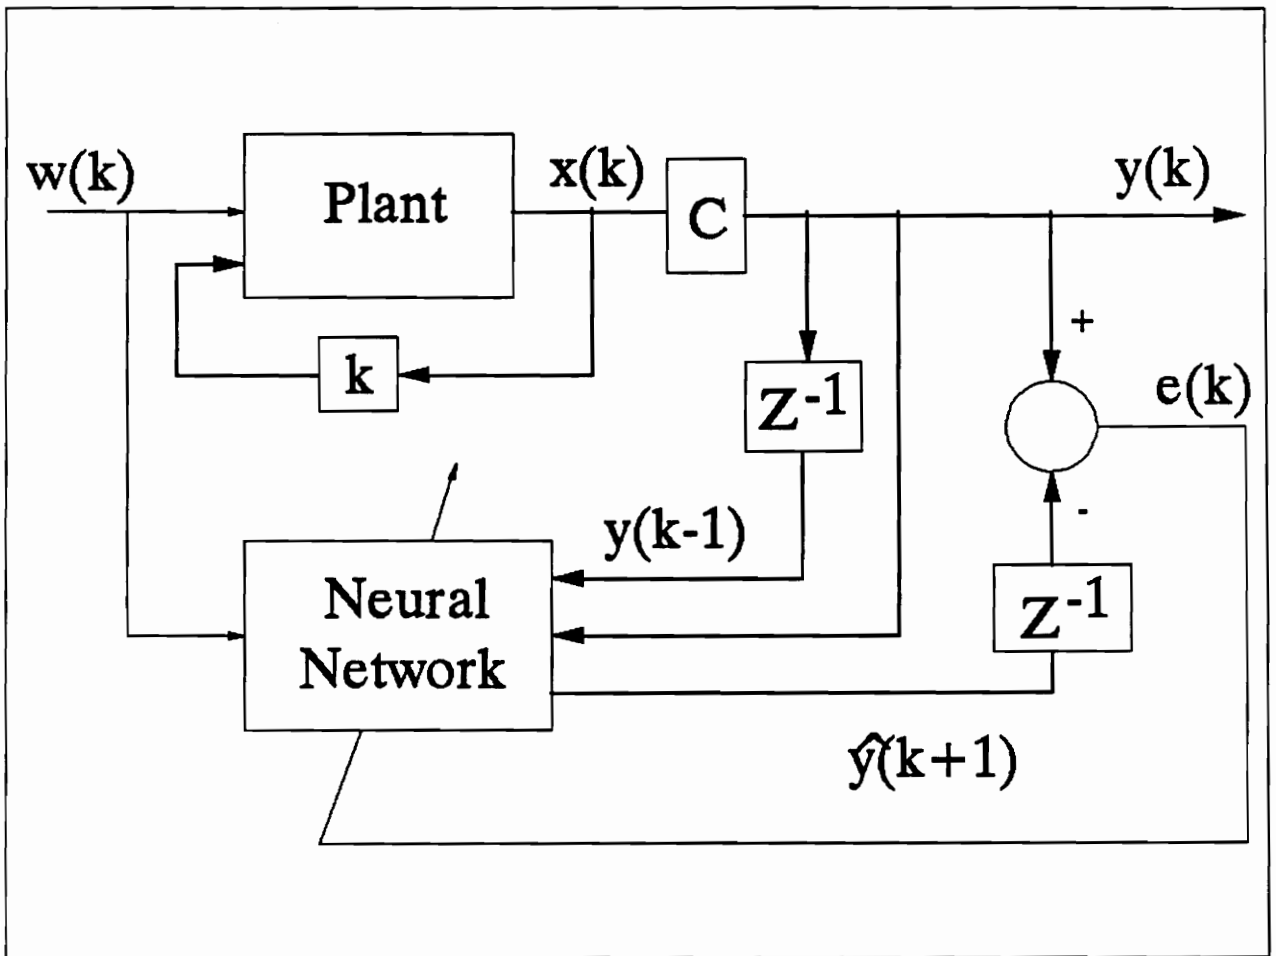 w(k)
Plant
x(k)
C
y(k)
k
Z⁻¹
+
e(k)
y(k-1)
-
Neural
Network
Z⁻¹
ŷ(k+1)